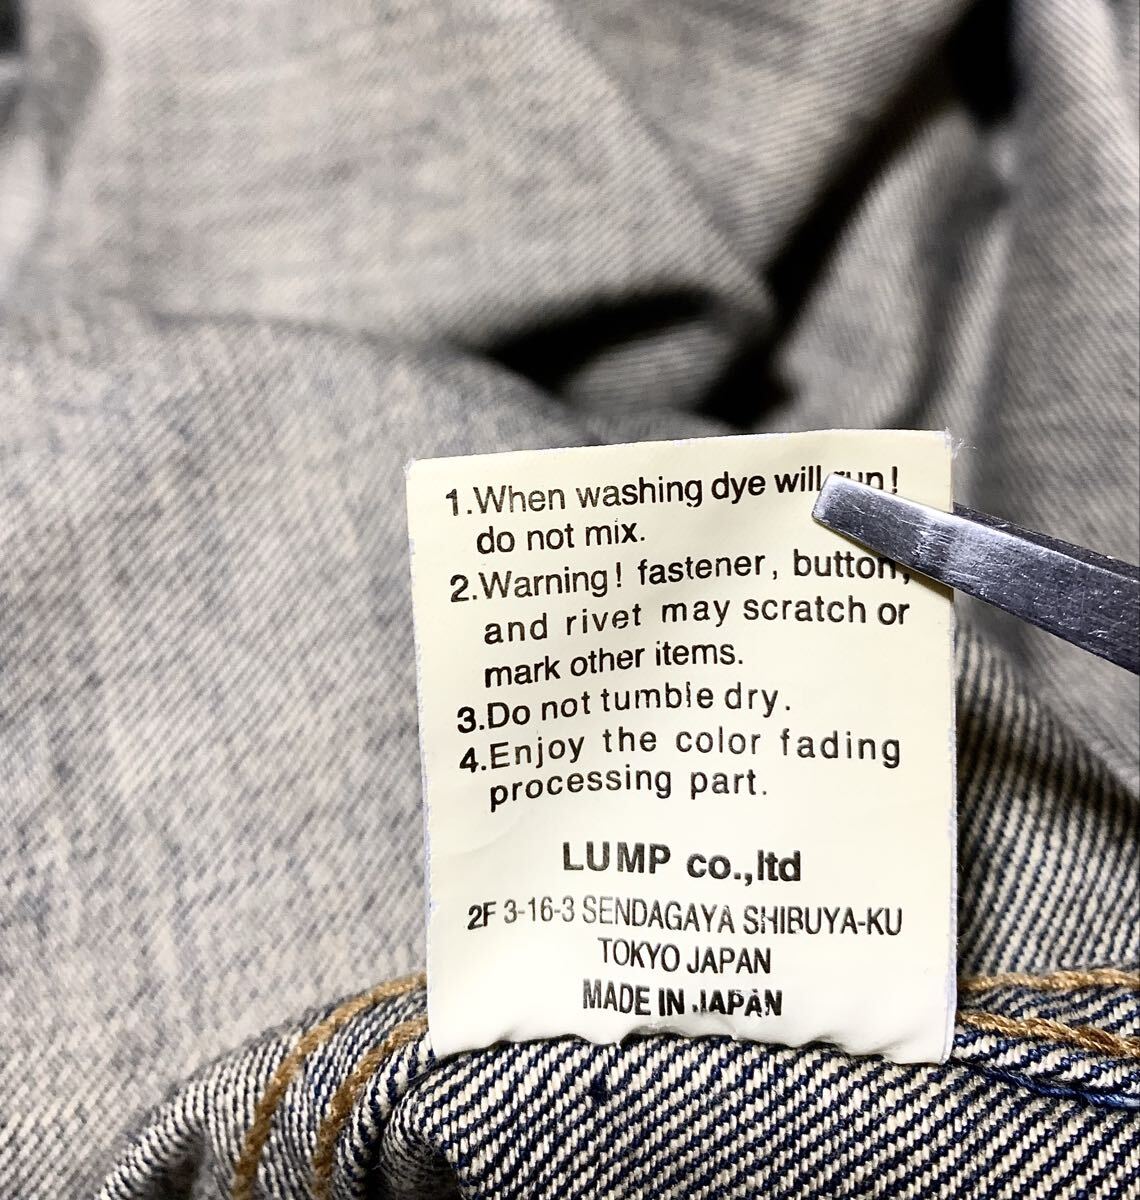 1.When washing dye will run!
do not mix.
2.Warning! fastener, button,
and rivet may scratch or
mark other items.
3.Do not tumble dry.
4.Enjoy the color fading
processing part.
LUMP co.,ltd
2F 3-16-3 SENDAGAYA SHIBUYA-KU
TOKYO JAPAN
MADE IN JAPAN